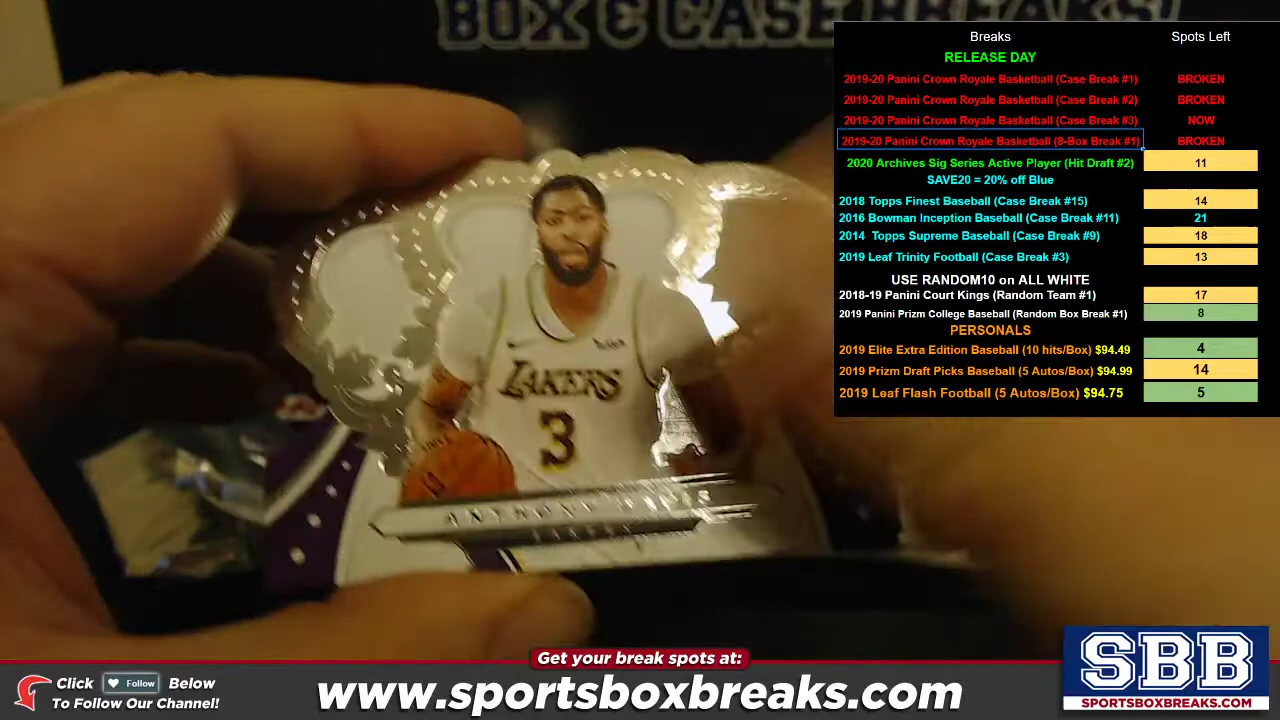 BOX & CASE BREAKS!
Breaks Spots Left
RELEASE DAY
2019-20 Panini Crown Royale Basketball (Case Break #1) BROKEN
2019-20 Panini Crown Royale Basketball (Case Break #2) BROKEN
2019-20 Panini Crown Royale Basketball (Case Break #3) NOW
2019-20 Panini Crown Royale Basketball (8-Box Break #1) BROKEN
2020 Archives Sig Series Active Player (Hit Draft #2) 11
SAVE20 = 20% off Blue
2018 Topps Finest Baseball (Case Break #15) 14
2016 Bowman Inception Baseball (Case Break #11) 21
2014 Topps Supreme Baseball (Case Break #9) 18
2019 Leaf Trinity Football (Case Break #3) 13
USE RANDOM10 on ALL WHITE
2018-19 Panini Court Kings (Random Team #1) 17
2019 Panini Prizm College Baseball (Random Box Break #1) 8
PERSONALS
2019 Elite Extra Edition Baseball (10 hits/Box) $94.49 4
2019 Prizm Draft Picks Baseball (5 Autos/Box) $94.99 14
2019 Leaf Flash Football (5 Autos/Box) $94.75 5
LAKERS
3
ANTHONY
Get your break spots at:
Click Follow Below
To Follow Our Channel!
www.sportsboxbreaks.com
SBB
SPORTSBOXBREAKS.COM